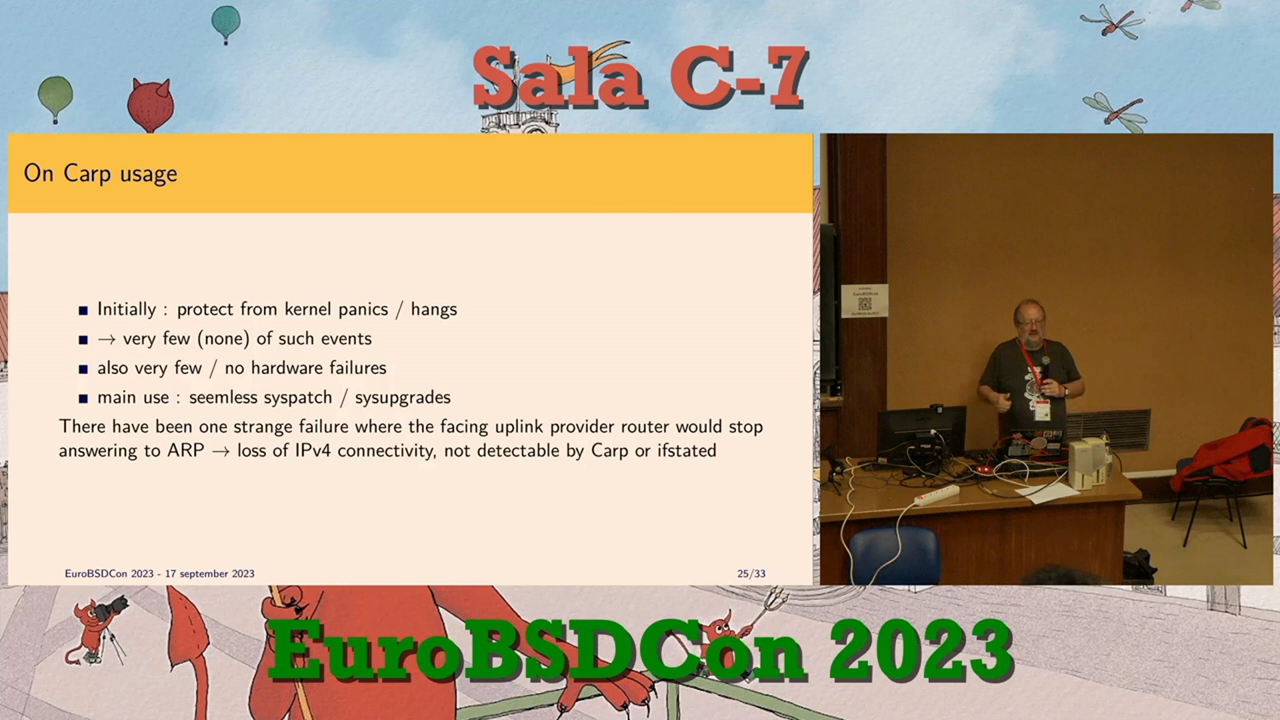 Sala C-7
On Carp usage
Initially : protect from kernel panics / hangs
→ very few (none) of such events
also very few / no hardware failures
main use : seemless syspatch / sysupgrades
There have been one strange failure where the facing uplink provider router would stop
answering to ARP → loss of IPv4 connectivity, not detectable by Carp or ifstated
EuroBSDCon 2023 - 17 september 2023
25/33
EuroBSDCon 2023